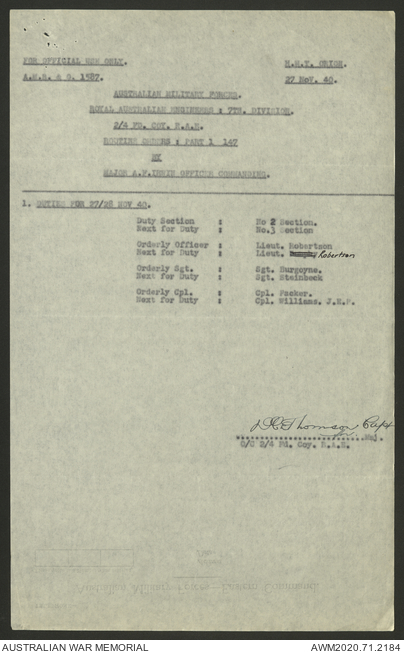 FOR OFFICIAL USE ONLY. H.M.T. ORION.
A.M.R. & O. 1587. 27 NOV. 40.
AUSTRALIAN MILITARY FORCES.
ROYAL AUSTRALIAN ENGINEERS : 7TH. DIVISION.
2/4 FD. COY. R.A.E.
ROUTINE ORDERS : PART 1 147
BY
MAJOR A.P. OFFICER COMMANDING.
1. DUTIES FOR 27/28 NOV 40.
Duty Section : No 2 Section.
Next for Duty : No.3 Section
Orderly Officer : Lieut. Robertson
Next for Duty : Lieut. Robertson
Orderly Sgt. : Sgt. Burgoyne.
Next for Duty : Sgt. Steinbeck
Orderly Cpl. : Cpl. Packer.
Next for Duty : Cpl. Williams. J.E.P.
Thomson Capt
..........................Maj.
O/C 2/4 Fd. Coy. R.A.E.
AUSTRALIAN WAR MEMORIAL AWM2020.71.2184